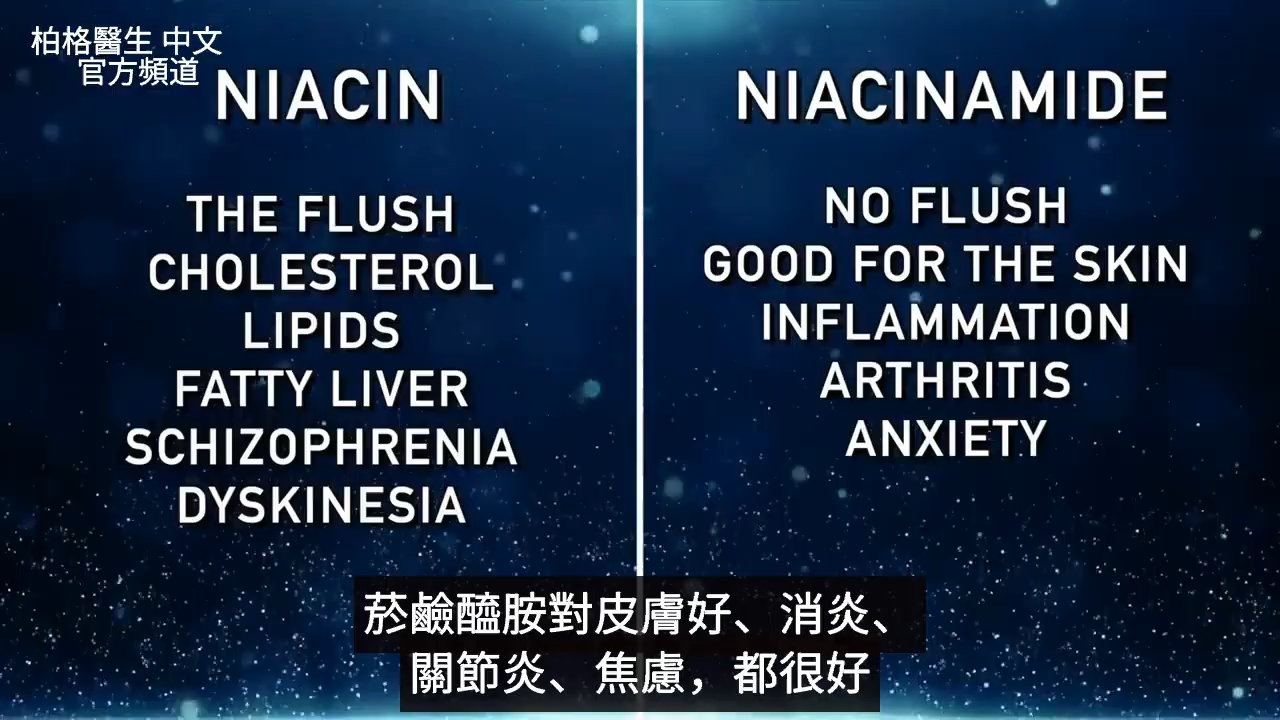 柏格醫生 中文
官方頻道
NIACIN
THE FLUSH
CHOLESTEROL
LIPIDS
FATTY LIVER
SCHIZOPHRENIA
DYSKINESIA
NIACINAMIDE
NO FLUSH
GOOD FOR THE SKIN
INFLAMMATION
ARTHRITIS
ANXIETY
菸鹼醯胺對皮膚好、消炎、
關節炎、焦慮，都很好